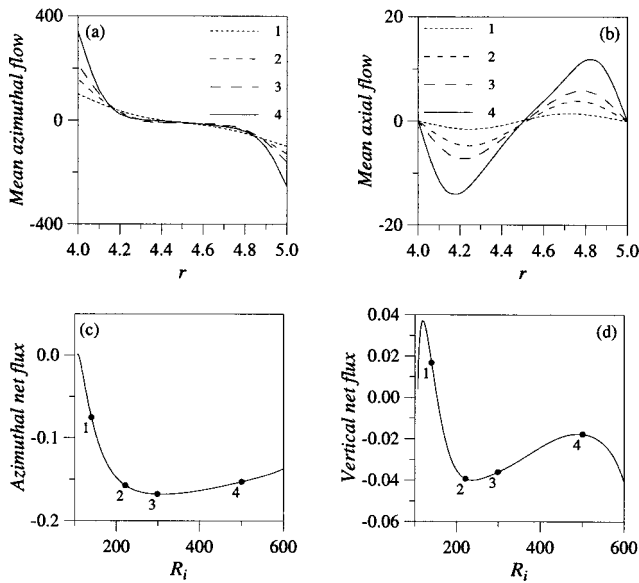 (a)
1
2
3
4
Mean azimuthal flow
400
0
-400
4.0 4.2 4.4 4.6 4.8 5.0
r
(b)
1
2
3
4
Mean axial flow
20
0
-20
4.0 4.2 4.4 4.6 4.8 5.0
r
(c)
Azimuthal net flux
0.0
-0.1
-0.2
1
2
3
4
200 400 600
R_i
(d)
Vertical net flux
0.04
0.02
0.00
-0.02
-0.04
-0.06
1
2
3
4
200 400 600
R_i